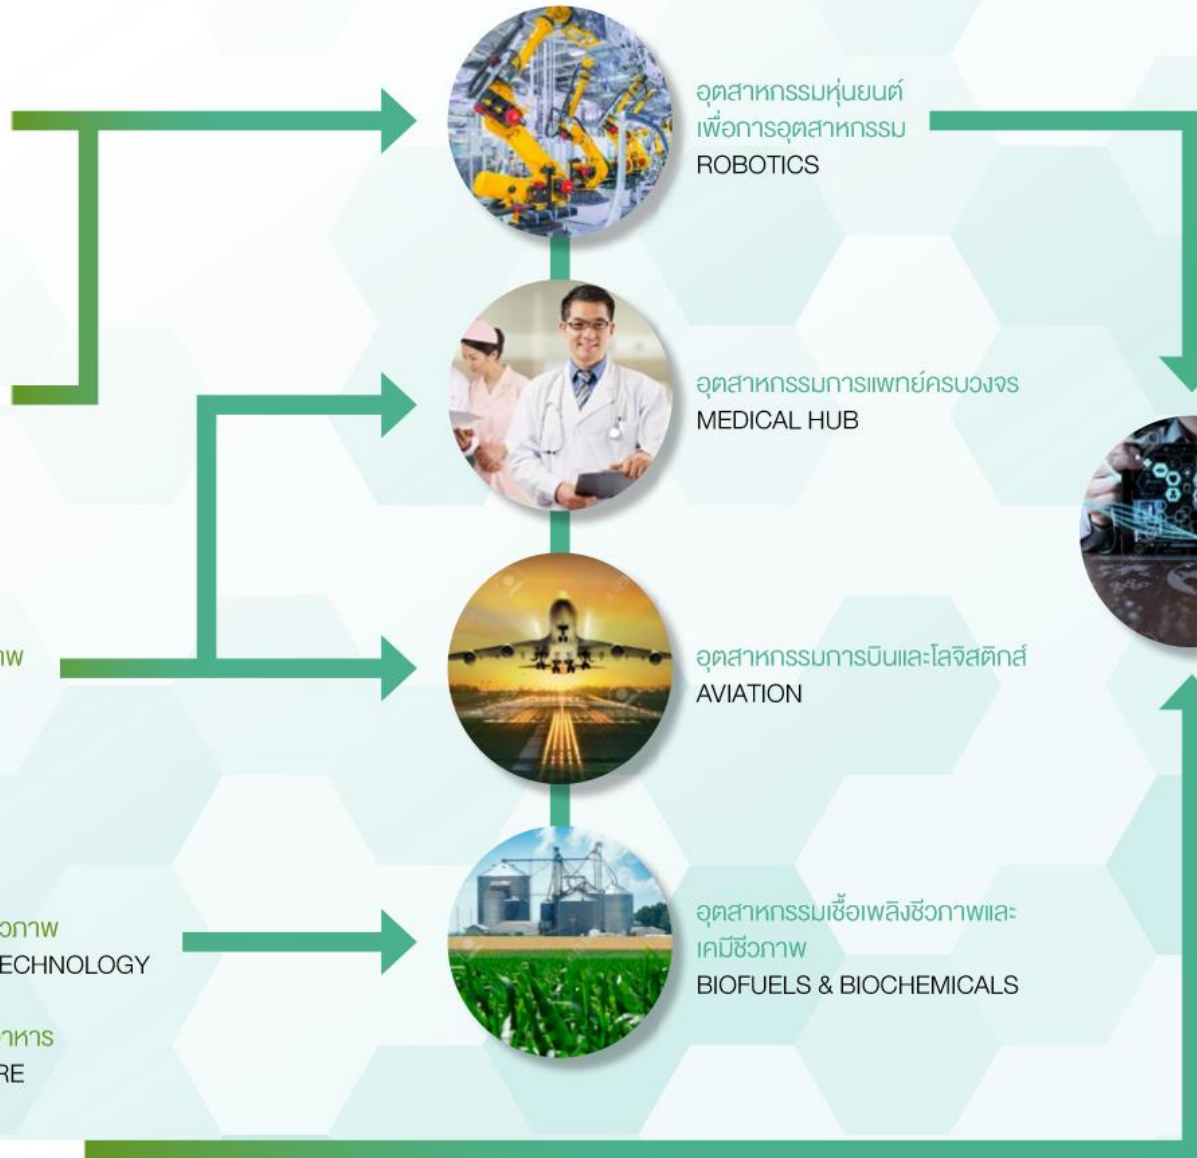 อุตสาหกรรมหุ่นยนต์
เพื่อการอุตสาหกรรม
ROBOTICS
อุตสาหกรรมการแพทย์ครบวงจร
MEDICAL HUB
อุตสาหกรรมการบินและโลจิสติกส์
AVIATION
อุตสาหกรรมเชื้อเพลิงชีวภาพและ
เคมีชีวภาพ
BIOFUELS & BIOCHEMICALS